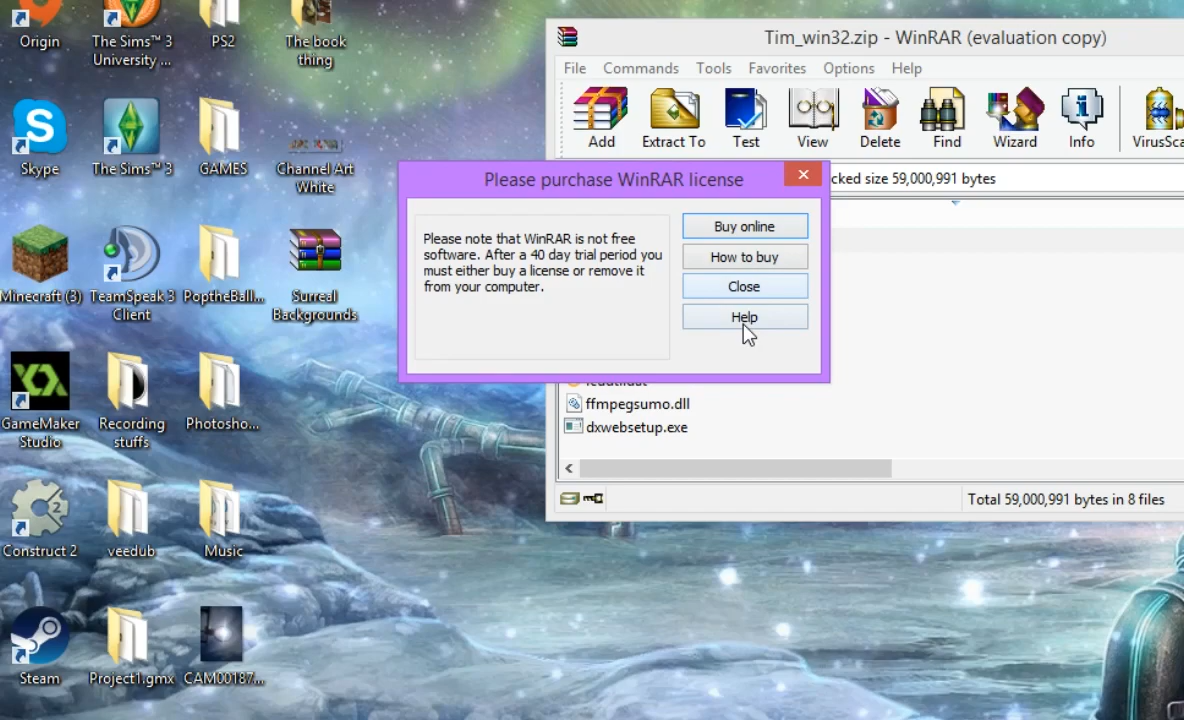 Origin
The Sims™ 3
University ...
PS2
The book
thing
Skype
The Sims™ 3
GAMES
Channel Art
White
Minecraft (3)
TeamSpeak 3
Client
PoptheBall...
Surreal
Backgrounds
GameMaker
Studio
Recording
stuffs
Photosho...
Construct 2
veedub
Music
Steam
Project1.gmx
CAM00187...
Tim_win32.zip - WinRAR (evaluation copy)
File Commands Tools Favorites Options Help
Add Extract To Test View Delete Find Wizard Info VirusSca
cked size 59,000,991 bytes
Please purchase WinRAR license
Please note that WinRAR is not free
software. After a 40 day trial period you
must either buy a license or remove it
from your computer.
Buy online
How to buy
Close
Help
ffmpegsumo.dll
dxwebsetup.exe
Total 59,000,991 bytes in 8 files